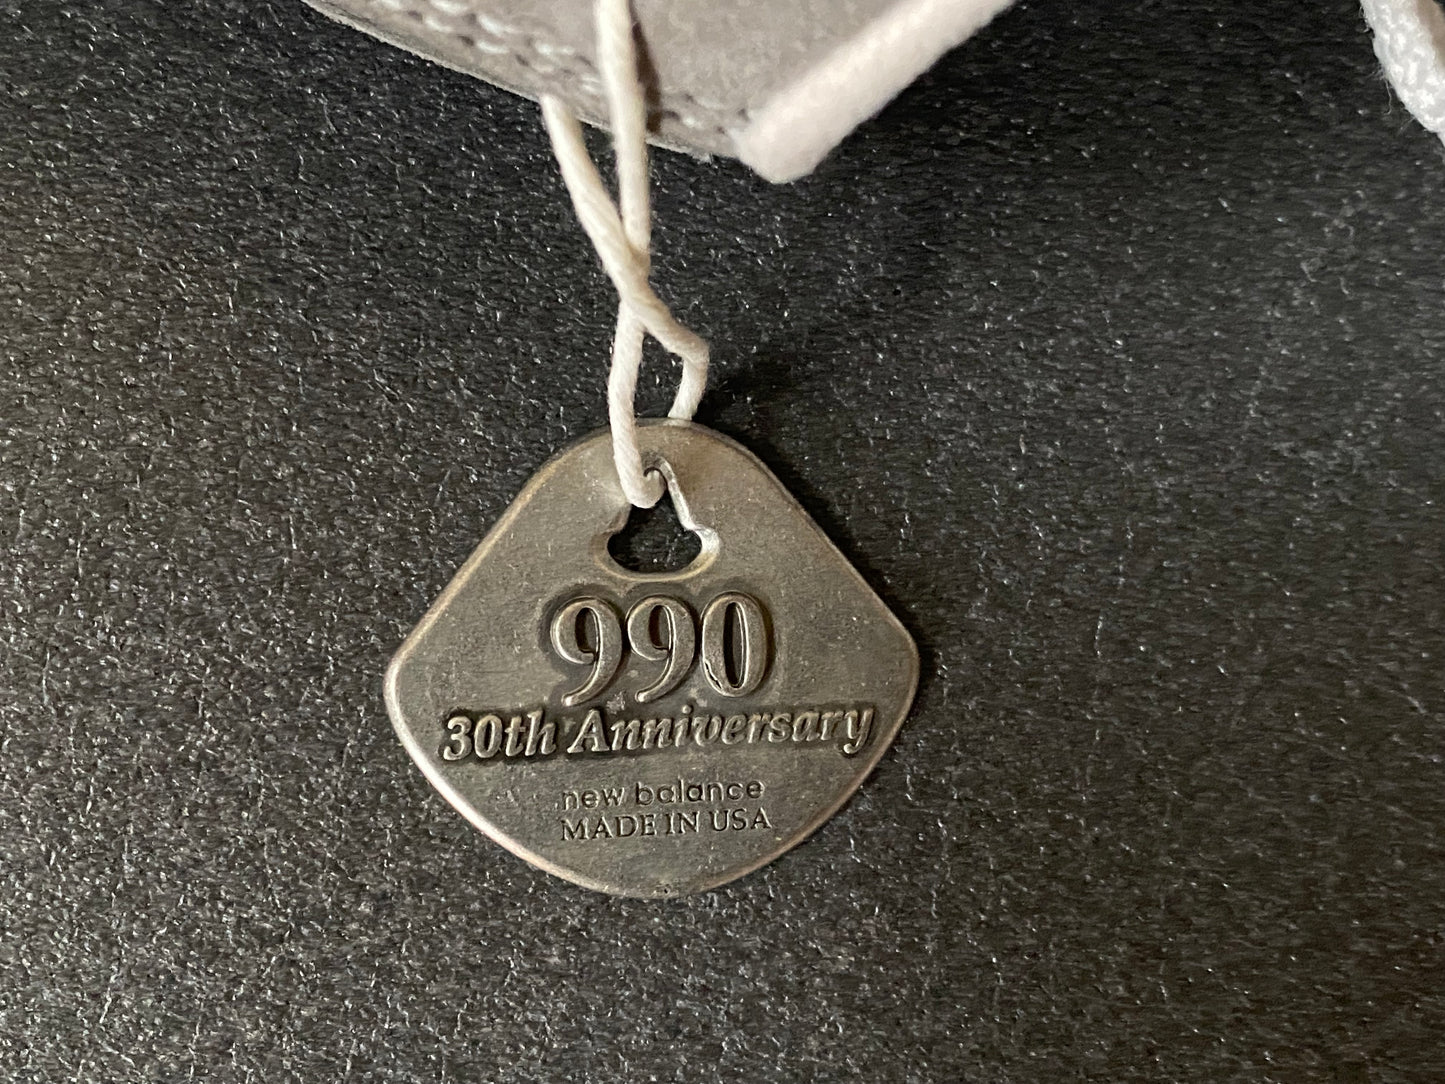 990
30th Anniversary
new balance
MADE IN USA